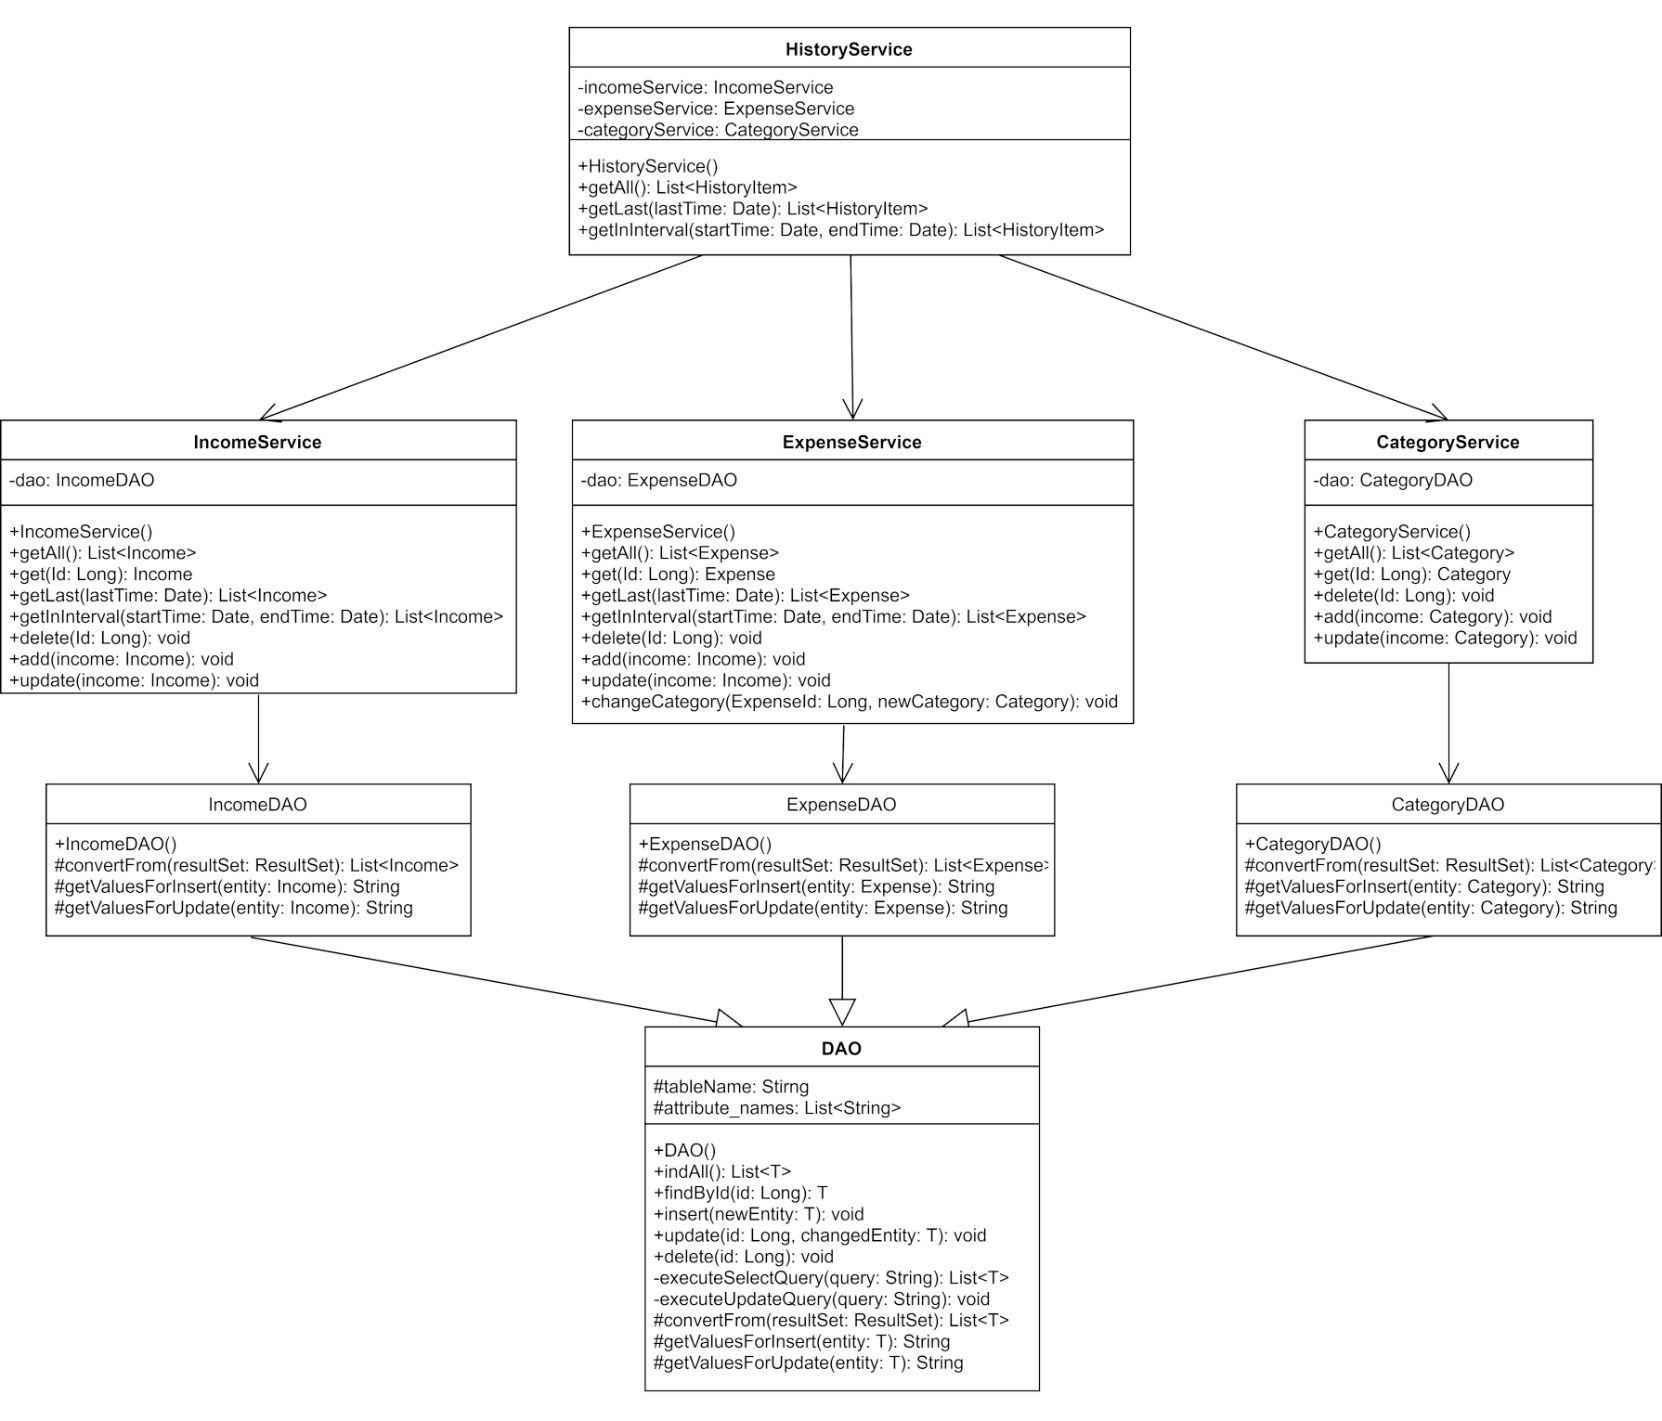 HistoryService
-incomeService: IncomeService
-expenseService: ExpenseService
-categoryService: CategoryService
+HistoryService()
+getAll(): List<HistoryItem>
+getLast(lastTime: Date): List<HistoryItem>
+getInInterval(startTime: Date, endTime: Date): List<HistoryItem>
IncomeService
-dao: IncomeDAO
+IncomeService()
+getAll(): List<Income>
+get(Id: Long): Income
+getLast(lastTime: Date): List<Income>
+getInInterval(startTime: Date, endTime: Date): List<Income>
+delete(Id: Long): void
+add(income: Income): void
+update(income: Income): void
ExpenseService
-dao: ExpenseDAO
+ExpenseService()
+getAll(): List<Expense>
+get(Id: Long): Expense
+getLast(lastTime: Date): List<Expense>
+getInInterval(startTime: Date, endTime: Date): List<Expense>
+delete(Id: Long): void
+add(income: Income): void
+update(income: Income): void
+changeCategory(ExpenseId: Long, newCategory: Category): void
CategoryService
-dao: CategoryDAO
+CategoryService()
+getAll(): List<Category>
+get(Id: Long): Category
+delete(Id: Long): void
+add(income: Category): void
+update(income: Category): void
IncomeDAO
+IncomeDAO()
#convertFrom(resultSet: ResultSet): List<Income>
#getValuesForInsert(entity: Income): String
#getValuesForUpdate(entity: Income): String
ExpenseDAO
+ExpenseDAO()
#convertFrom(resultSet: ResultSet): List<Expense>
#getValuesForInsert(entity: Expense): String
#getValuesForUpdate(entity: Expense): String
CategoryDAO
+CategoryDAO()
#convertFrom(resultSet: ResultSet): List<Category
#getValuesForInsert(entity: Category): String
#getValuesForUpdate(entity: Category): String
DAO
#tableName: Stirng
#attribute_names: List<String>
+DAO()
+indAll(): List<T>
+findById(id: Long): T
+insert(newEntity: T): void
+update(id: Long, changedEntity: T): void
+delete(id: Long): void
-executeSelectQuery(query: String): List<T>
-executeUpdateQuery(query: String): void
#convertFrom(resultSet: ResultSet): List<T>
#getValuesForInsert(entity: T): String
#getValuesForUpdate(entity: T): String